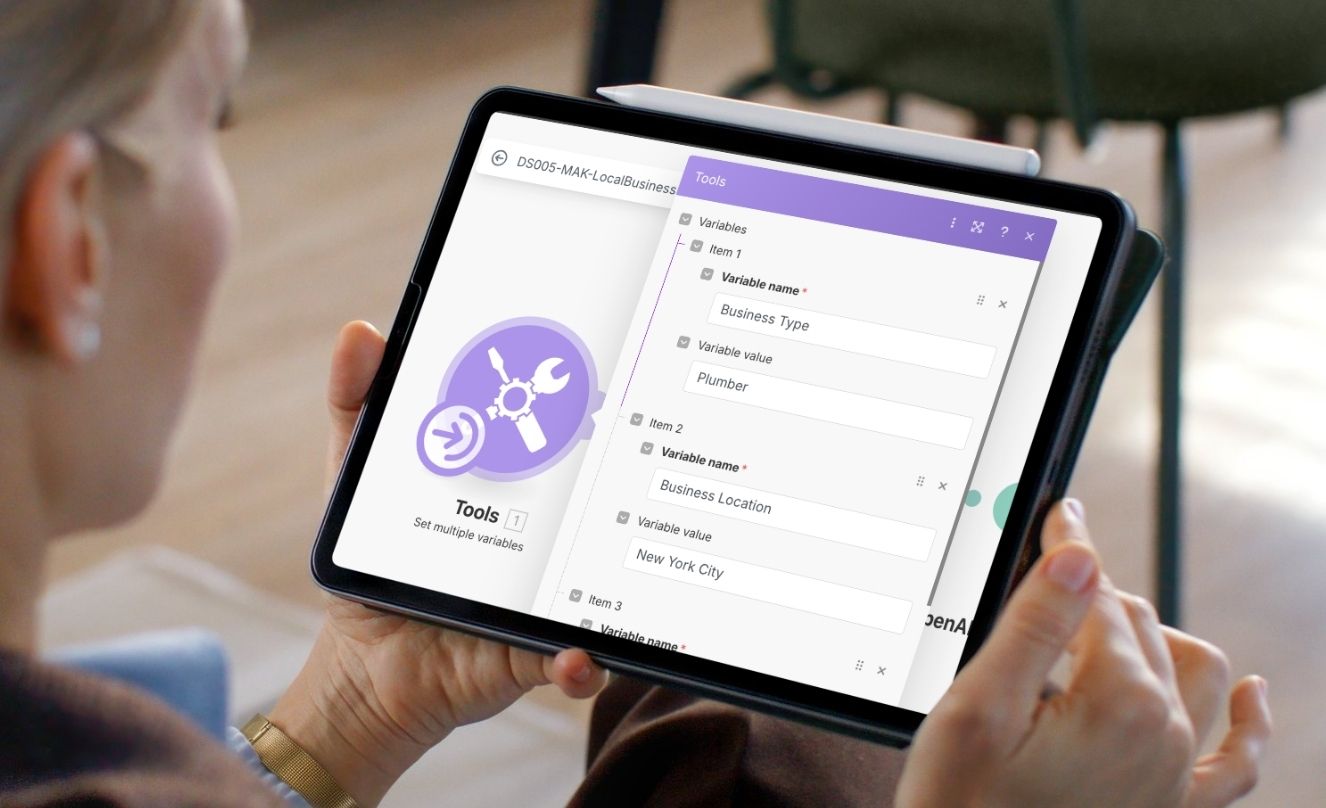 DS005-MAK-LocalBusiness
Tools
?
Variables
Item 1
Variable name *
Business Type
Variable value
Plumber
Item 2
Variable name *
Business Location
Variable value
New York City
Item 3
Variable name *
Tools 1
Set multiple variables
penA